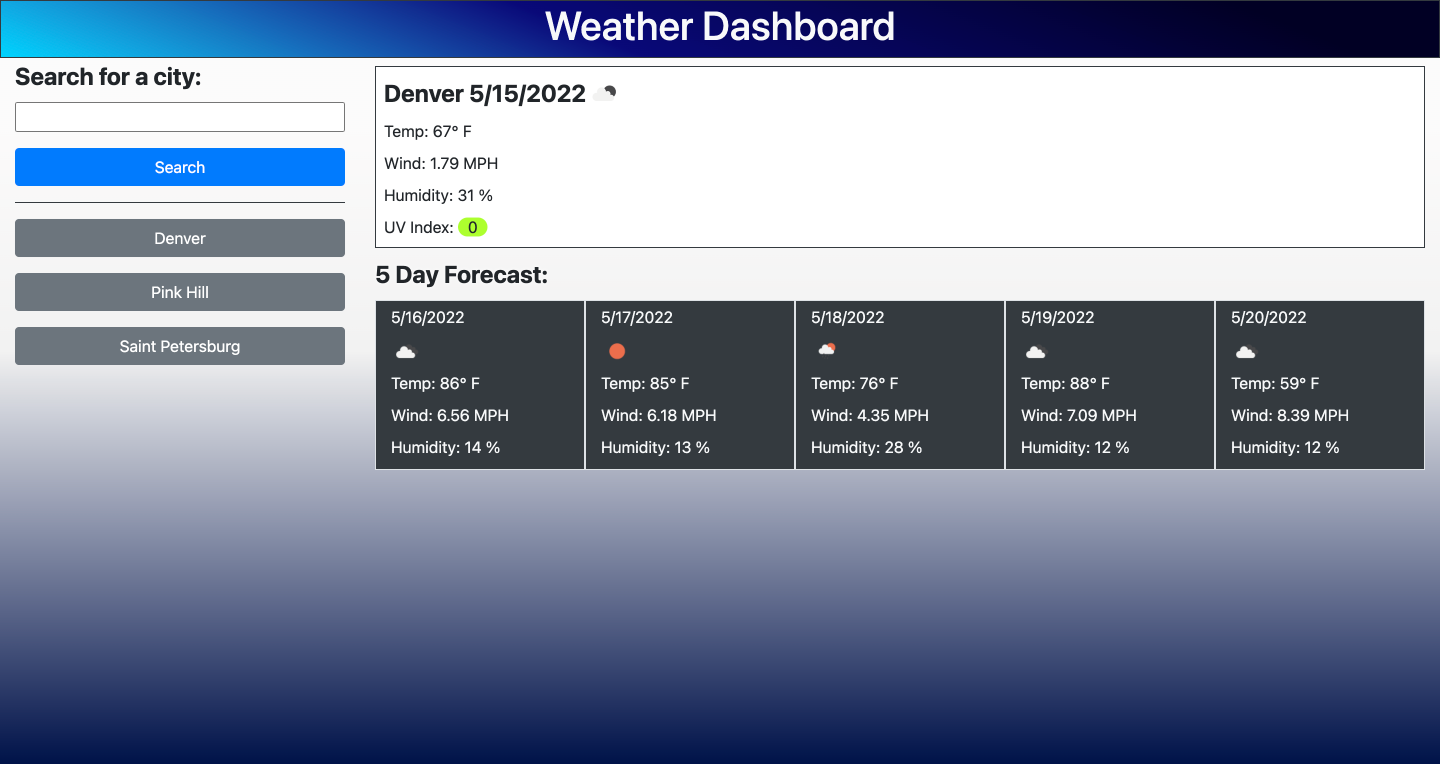 Weather Dashboard
Search for a city:
Search
Denver
Pink Hill
Saint Petersburg
Denver 5/15/2022
Temp: 67° F
Wind: 1.79 MPH
Humidity: 31 %
UV Index: 0
5 Day Forecast:
5/16/2022
Temp: 86° F
Wind: 6.56 MPH
Humidity: 14 %
5/17/2022
Temp: 85° F
Wind: 6.18 MPH
Humidity: 13 %
5/18/2022
Temp: 76° F
Wind: 4.35 MPH
Humidity: 28 %
5/19/2022
Temp: 88° F
Wind: 7.09 MPH
Humidity: 12 %
5/20/2022
Temp: 59° F
Wind: 8.39 MPH
Humidity: 12 %